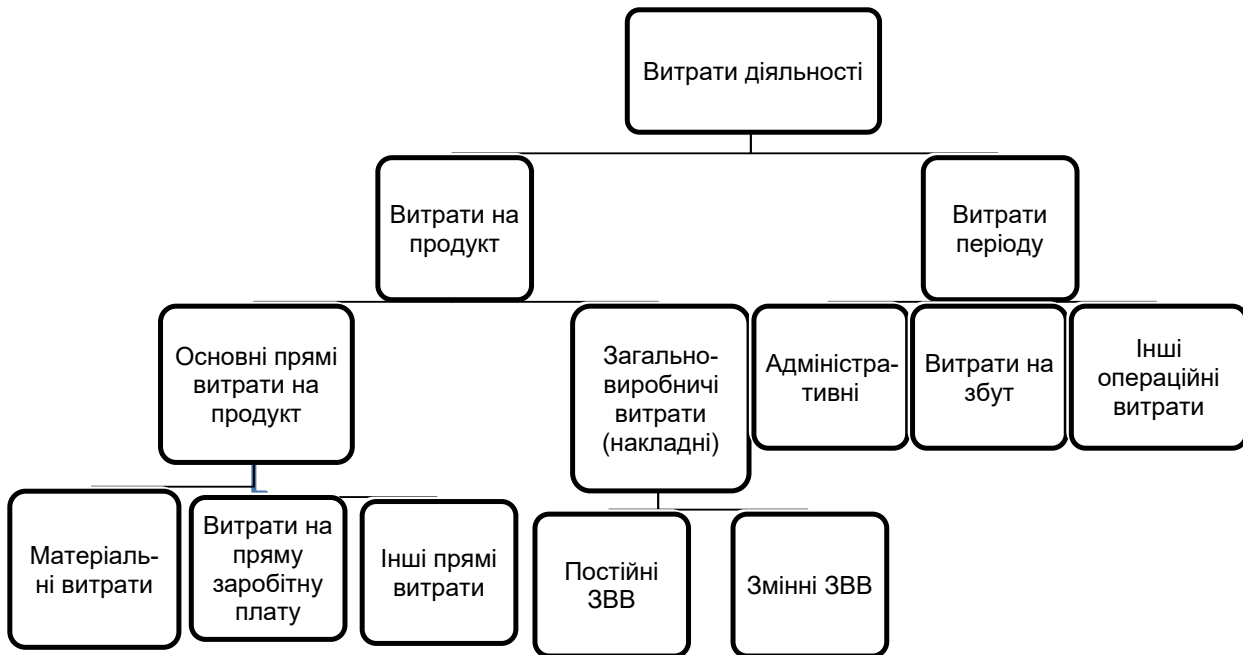 Витрати діяльності
Витрати на
продукт
Витрати
періоду
Основні прямі
витрати на
продукт
Загально-
виробничі
витрати
(накладні)
Адміністра-
тивні
Витрати на
збут
Інші
операційні
витрати
Матеріаль-
ні витрати
Витрати на
пряму
заробітну
плату
Інші прямі
витрати
Постійні
ЗВВ
Змінні ЗВВ